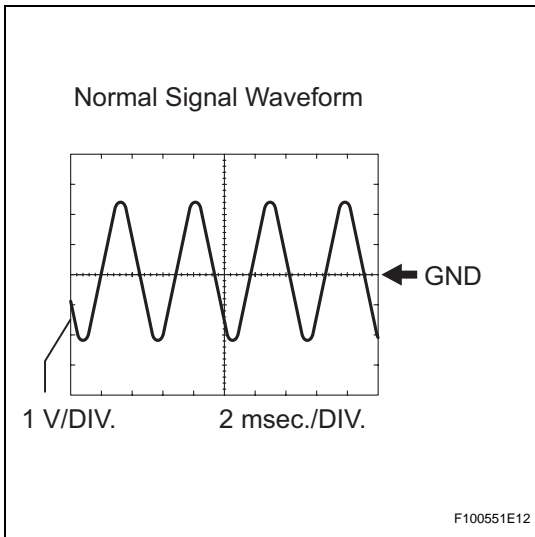 Normal Signal Waveform
GND
1 V/DIV.
2 msec./DIV.
F100551E12